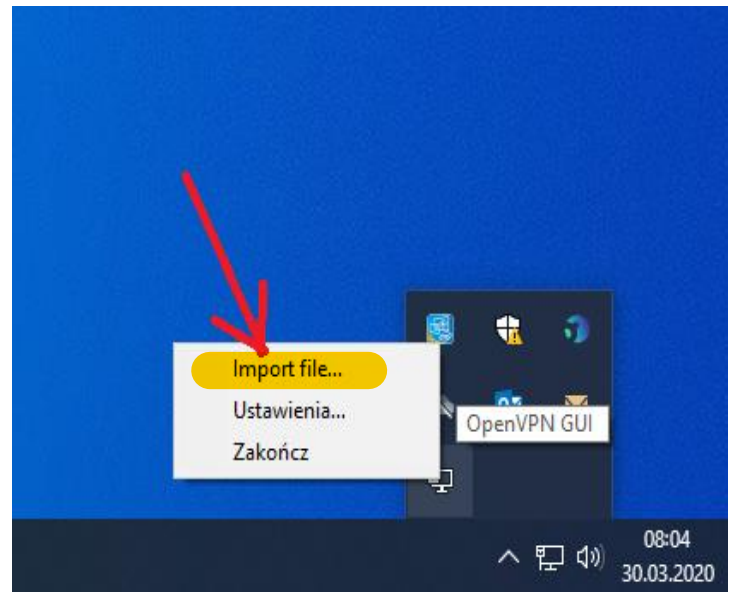 Import file...
Ustawienia...
Zakończ
OpenVPN GUI
08:04
30.03.2020